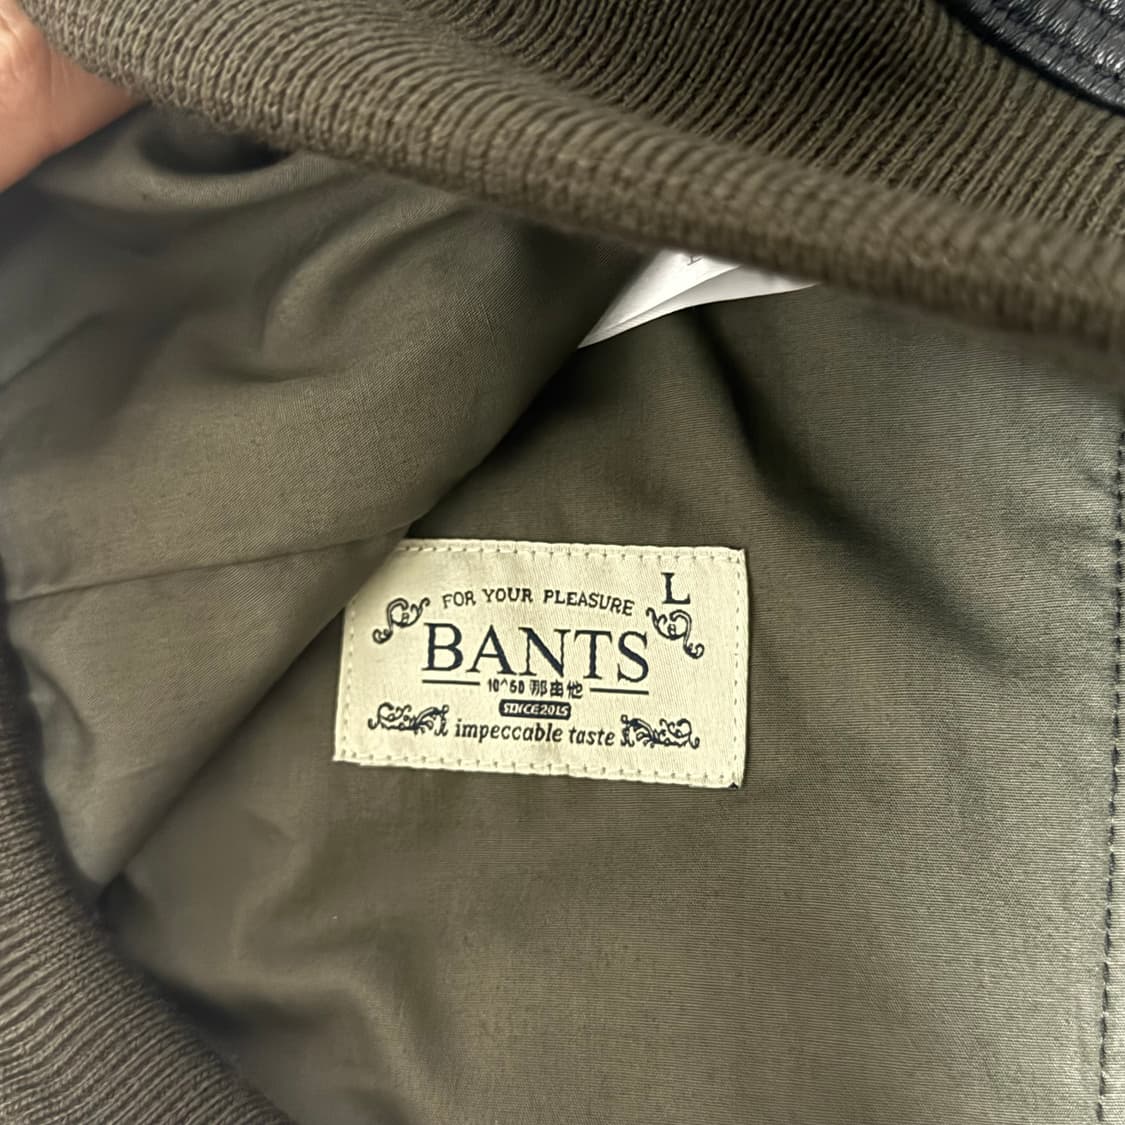 L
FOR YOUR PLEASURE
BANTS
10^60 那由他
SINCE2015
impeccable taste